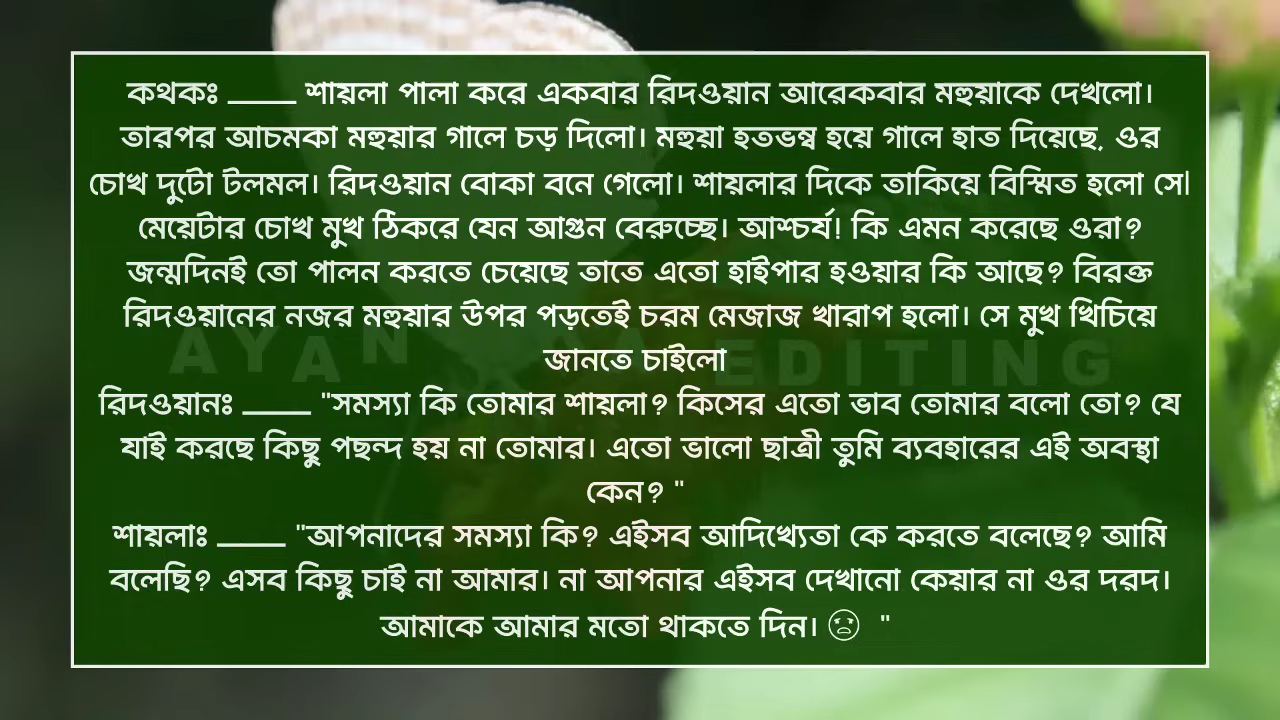 কথকঃ _____ শায়লা পালা করে একবার রিদওয়ান আরেকবার মহুয়াকে দেখলো।
তারপর আচমকা মহুয়ার গালে চড় দিলো। মহুয়া হতভম্ব হয়ে গালে হাত দিয়েছে, ওর
চোখ দুটো টলমল। রিদওয়ান বোকা বনে গেলো। শায়লার দিকে তাকিয়ে বিস্মিত হলো সে।
মেয়েটার চোখ মুখ ঠিকরে যেন আগুন বেরুচ্ছে। আশ্চর্য! কি এমন করেছে ওরা?
জন্মদিনই তো পালন করতে চেয়েছে তাতে এতো হাইপার হওয়ার কি আছে? বিরক্ত
রিদওয়ানের নজর মহুয়ার উপর পড়তেই চরম মেজাজ খারাপ হলো। সে মুখ খিচিয়ে
জানতে চাইলো
রিদওয়ানঃ _____ "সমস্যা কি তোমার শায়লা? কিসের এতো ভাব তোমার বলো তো? যে
যাই করছে কিছু পছন্দ হয় না তোমার। এতো ভালো ছাত্রী তুমি ব্যবহারের এই অবস্থা
কেন? "
শায়লাঃ _____ "আপনাদের সমস্যা কি? এইসব আদিখ্যেতা কে করতে বলেছে? আমি
বলেছি? এসব কিছু চাই না আমার। না আপনার এইসব দেখানো কেয়ার না ওর দরদ।
আমাকে আমার মতো থাকতে দিন। 😟 "
AYAN EDITING